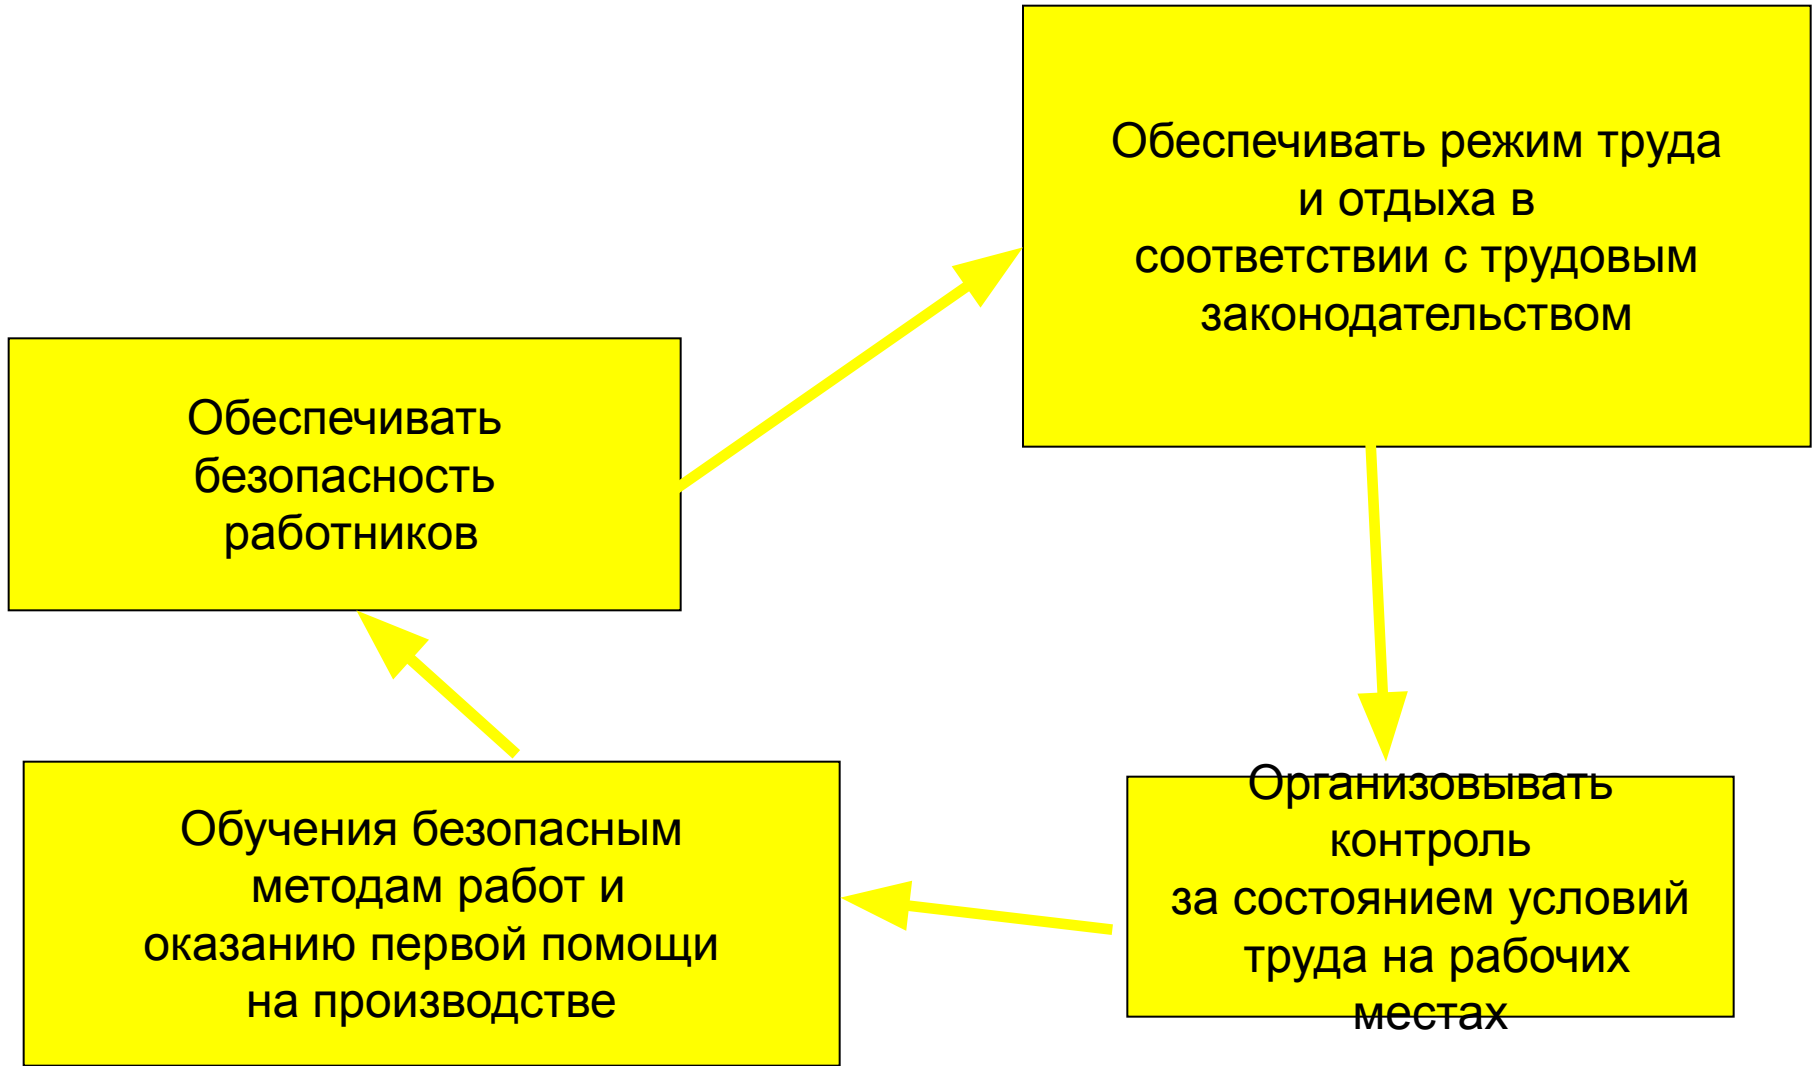 Обеспечивать режим труда
и отдыха в
соответствии с трудовым
законодательством
Обеспечивать
безопасность
работников
Обучения безопасным
методам работ и
оказанию первой помощи
на производстве
Организовывать
контроль
за состоянием условий
труда на рабочих
местах